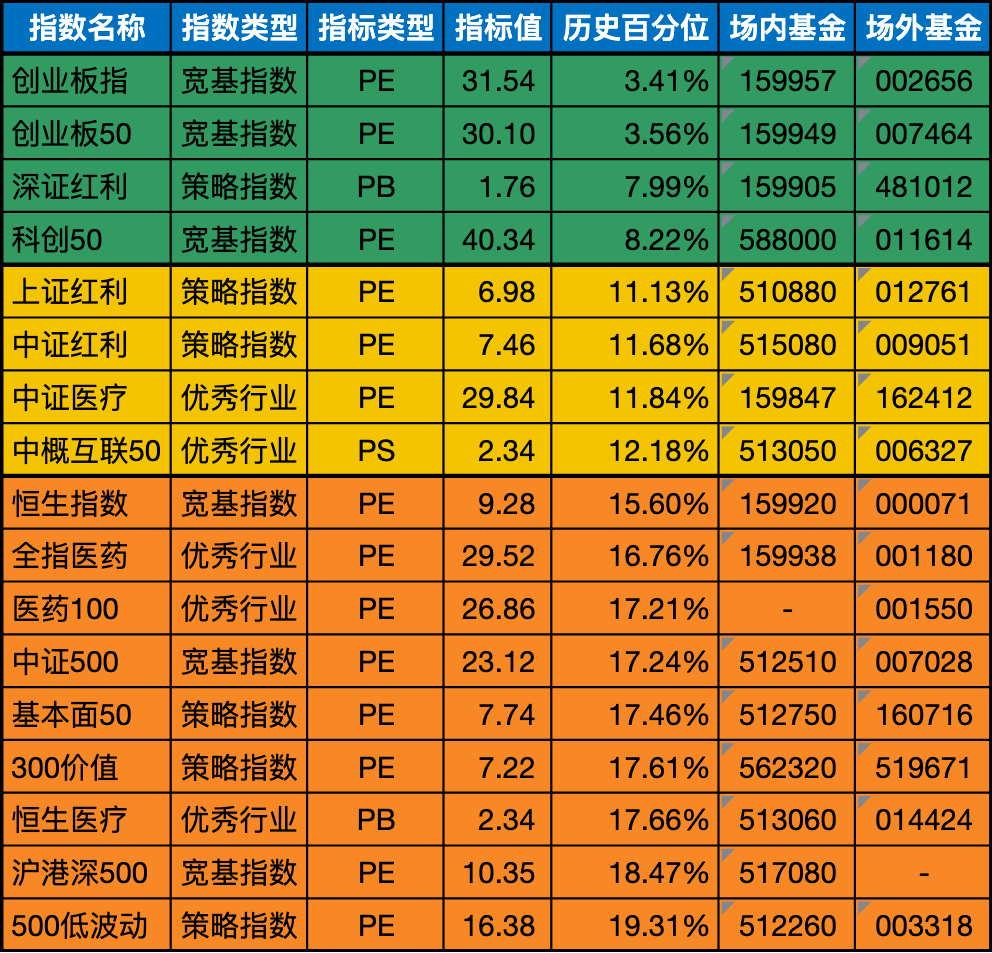 指数名称 指数类型 指标类型 指标值 历史百分位 场内基金 场外基金
创业板指 宽基指数 PE 31.54 3.41% 159957 002656
创业板50 宽基指数 PE 30.10 3.56% 159949 007464
深证红利 策略指数 PB 1.76 7.99% 159905 481012
科创50 宽基指数 PE 40.34 8.22% 588000 011614
上证红利 策略指数 PE 6.98 11.13% 510880 012761
中证红利 策略指数 PE 7.46 11.68% 515080 009051
中证医疗 优秀行业 PE 29.84 11.84% 159847 162412
中概互联50 优秀行业 PS 2.34 12.18% 513050 006327
恒生指数 宽基指数 PE 9.28 15.60% 159920 000071
全指医药 优秀行业 PE 29.52 16.76% 159938 001180
医药100 优秀行业 PE 26.86 17.21% - 001550
中证500 宽基指数 PE 23.12 17.24% 512510 007028
基本面50 策略指数 PE 7.74 17.46% 512750 160716
300价值 策略指数 PE 7.22 17.61% 562320 519671
恒生医疗 优秀行业 PB 2.34 17.66% 513060 014424
沪港深500 宽基指数 PE 10.35 18.47% 517080 -
500低波动 策略指数 PE 16.38 19.31% 512260 003318